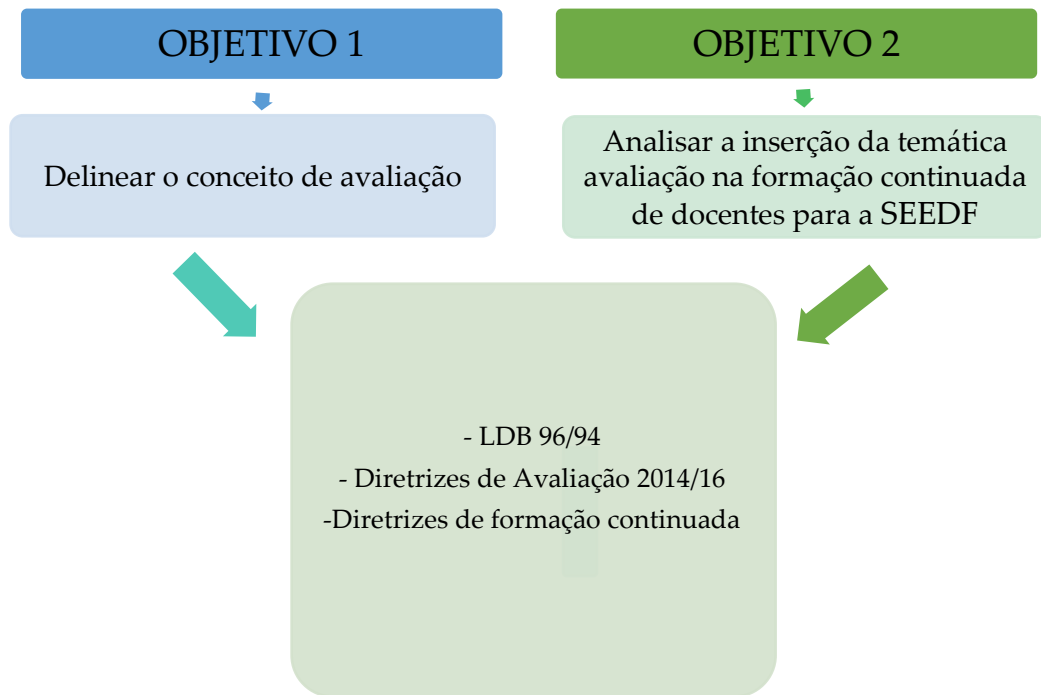 OBJETIVO 1
Delinear o conceito de avaliação
OBJETIVO 2
Analisar a inserção da temática
avaliação na formação continuada
de docentes para a SEEDF
- LDB 96/94
- Diretrizes de Avaliação 2014/16
-Diretrizes de formação continuada